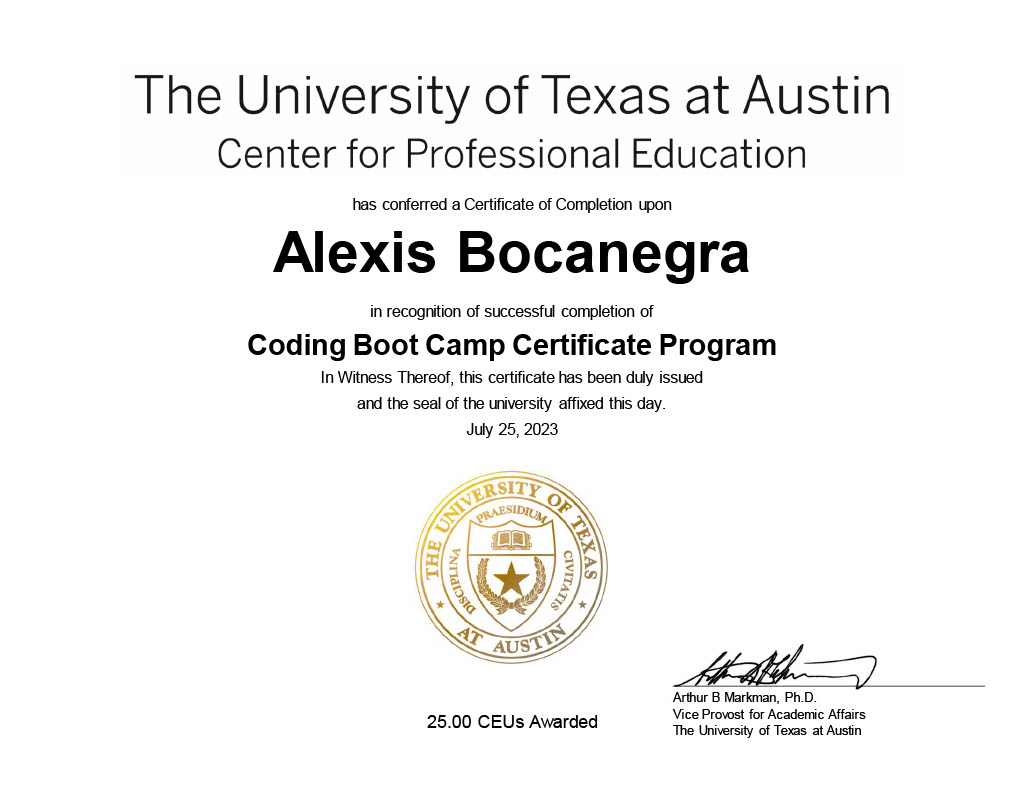 The University of Texas at Austin
Center for Professional Education
has conferred a Certificate of Completion upon
Alexis Bocanegra
in recognition of successful completion of
Coding Boot Camp Certificate Program
In Witness Thereof, this certificate has been duly issued
and the seal of the university affixed this day.
July 25, 2023
THE UNIVERSITY OF TEXAS
AT AUSTIN
PRAESIDIUM
DISCIPLINA
CIVITATIS
25.00 CEUs Awarded
Arthur B Markman, Ph.D.
Vice Provost for Academic Affairs
The University of Texas at Austin